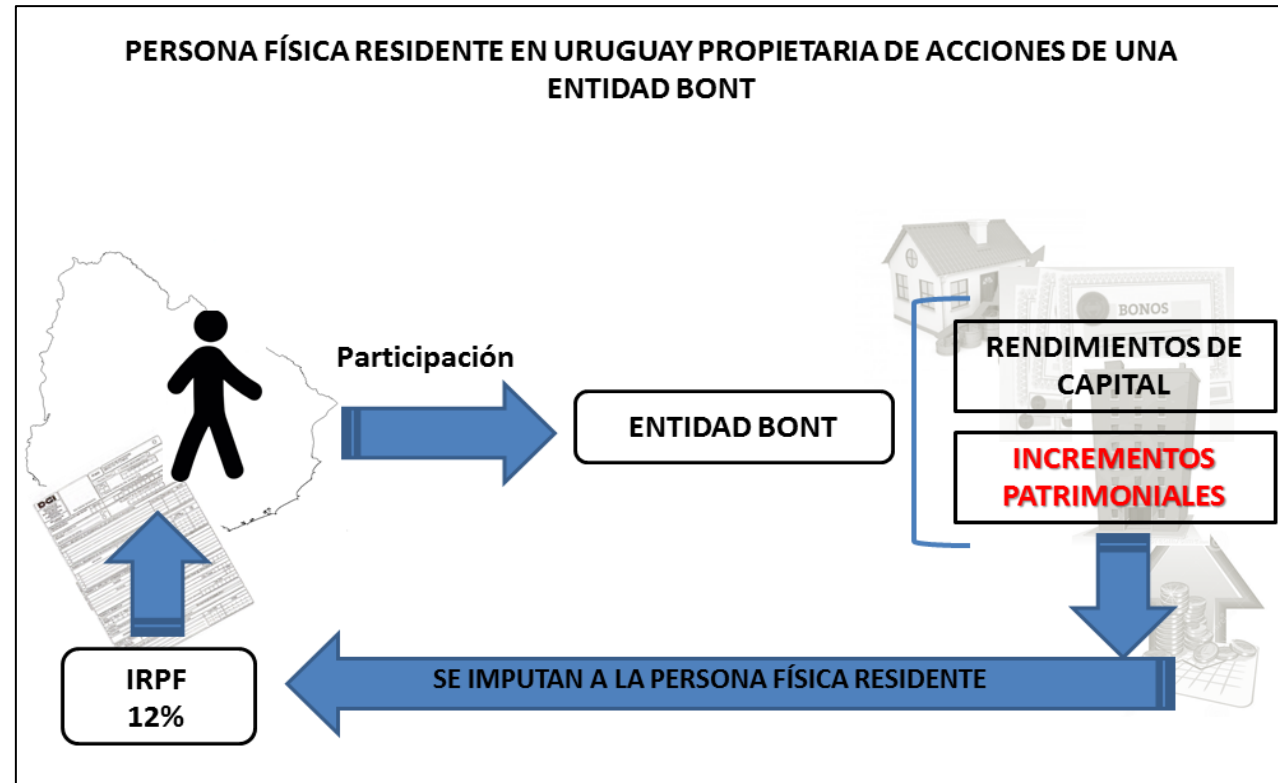 PERSONA FÍSICA RESIDENTE EN URUGUAY PROPIETARIA DE ACCIONES DE UNA
ENTIDAD BONT
BONOS
Participación
RENDIMIENTOS DE
CAPITAL
ENTIDAD BONT
INCREMENTOS
PATRIMONIALES
DGI
SE IMPUTAN A LA PERSONA FÍSICA RESIDENTE
IRPF
12%